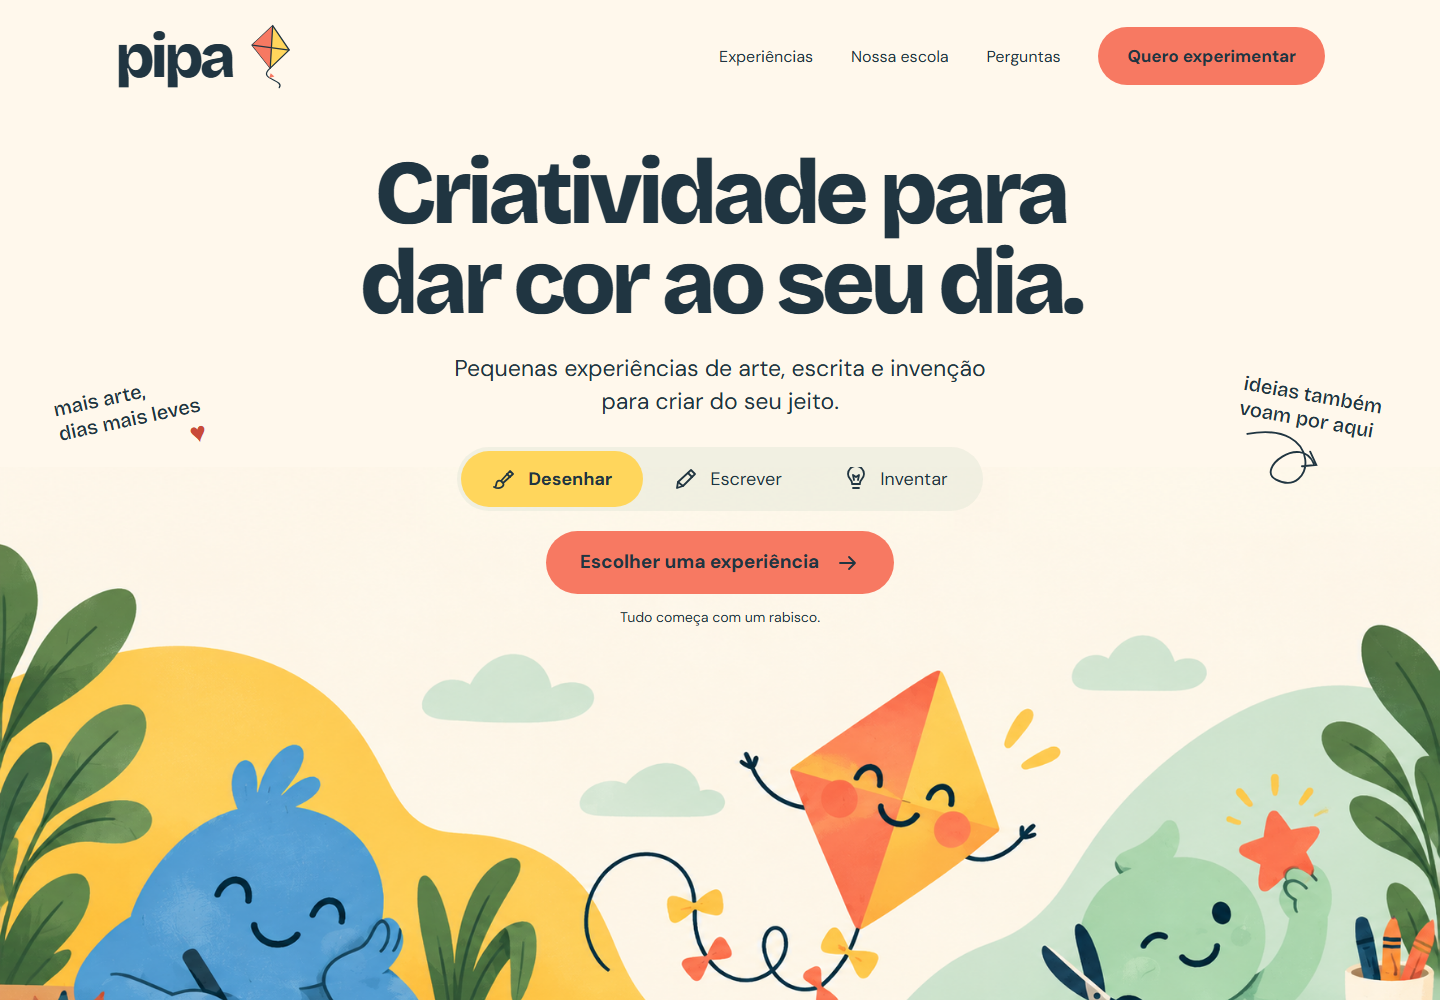 pipa
Experiências
Nossa escola
Perguntas
Quero experimentar
Criatividade para
dar cor ao seu dia.
Pequenas experiências de arte, escrita e invenção
para criar do seu jeito.
mais arte,
dias mais leves
ideias também
voam por aqui
Desenhar
Escrever
Inventar
Escolher uma experiência
Tudo começa com um rabisco.